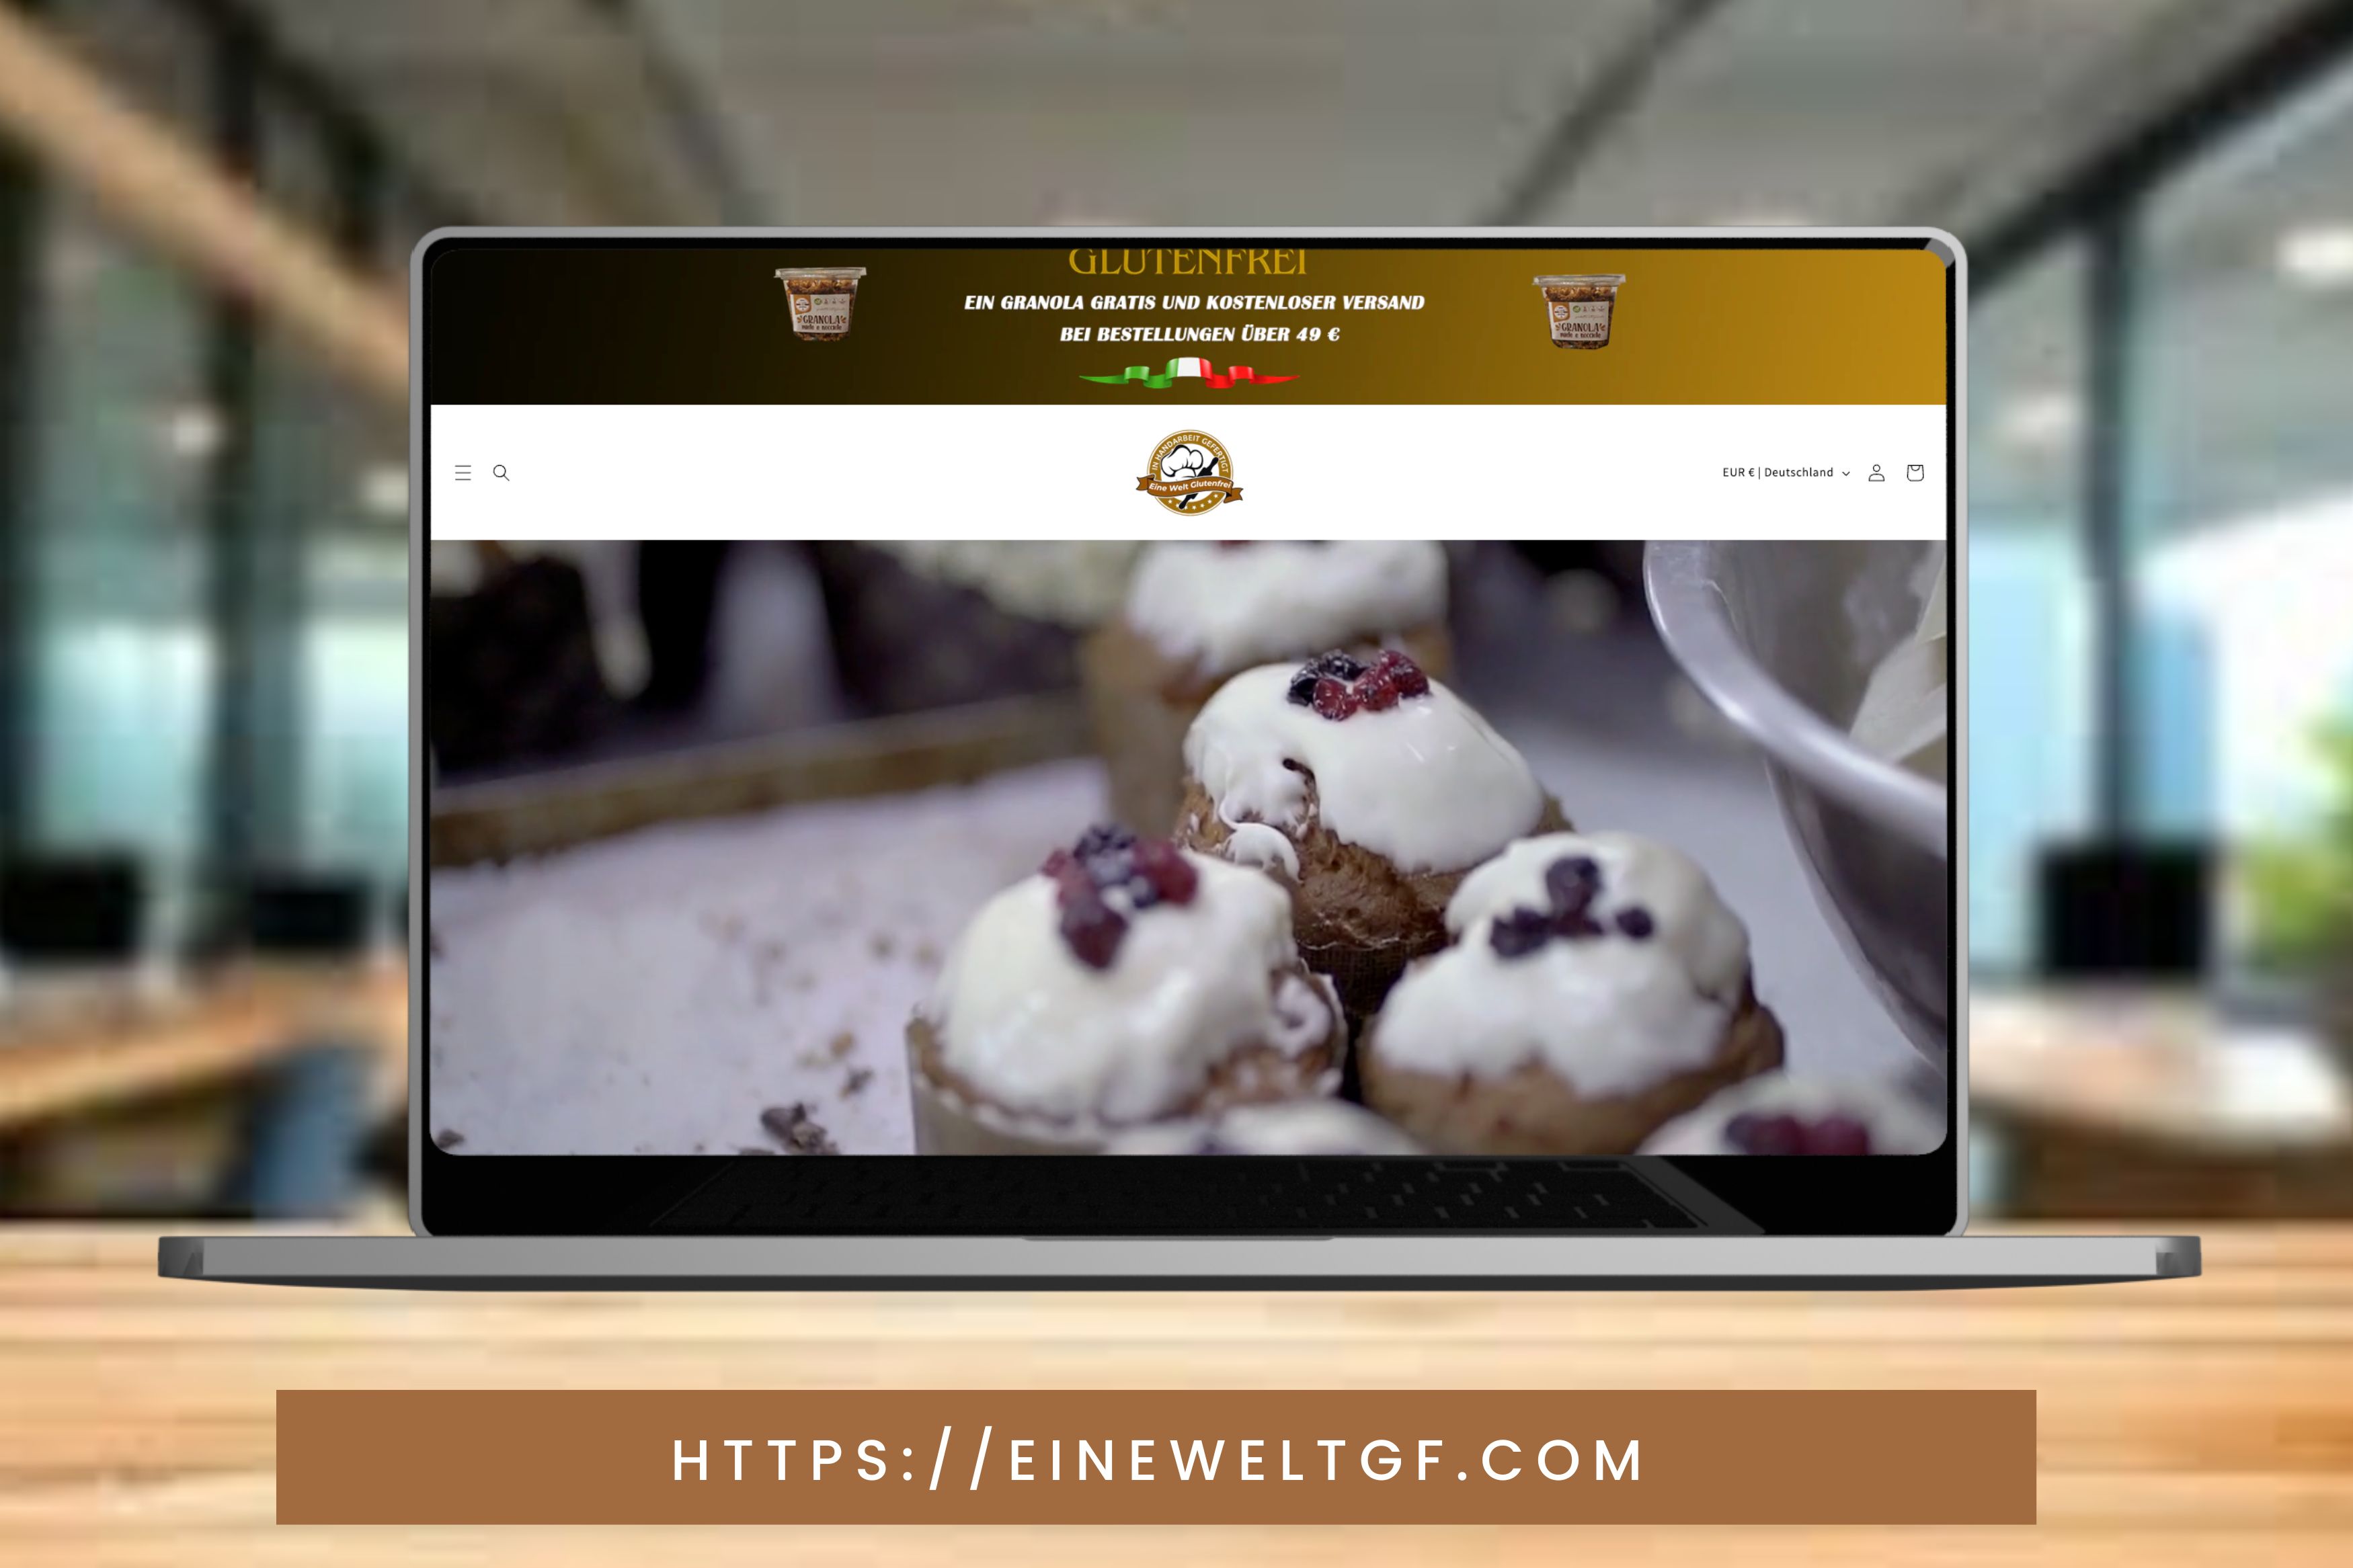 GLUTENFREI
EIN GRANOLA GRATIS UND KOSTENLOSER VERSAND
BEI BESTELLUNGEN ÜBER 49 €
GRANOLA
GRANOLA
IN HANDARBEIT GEFERTIGT
Eine Welt Glutenfrei
EUR € | Deutschland
HTTPS://EINEWELTGF.COM